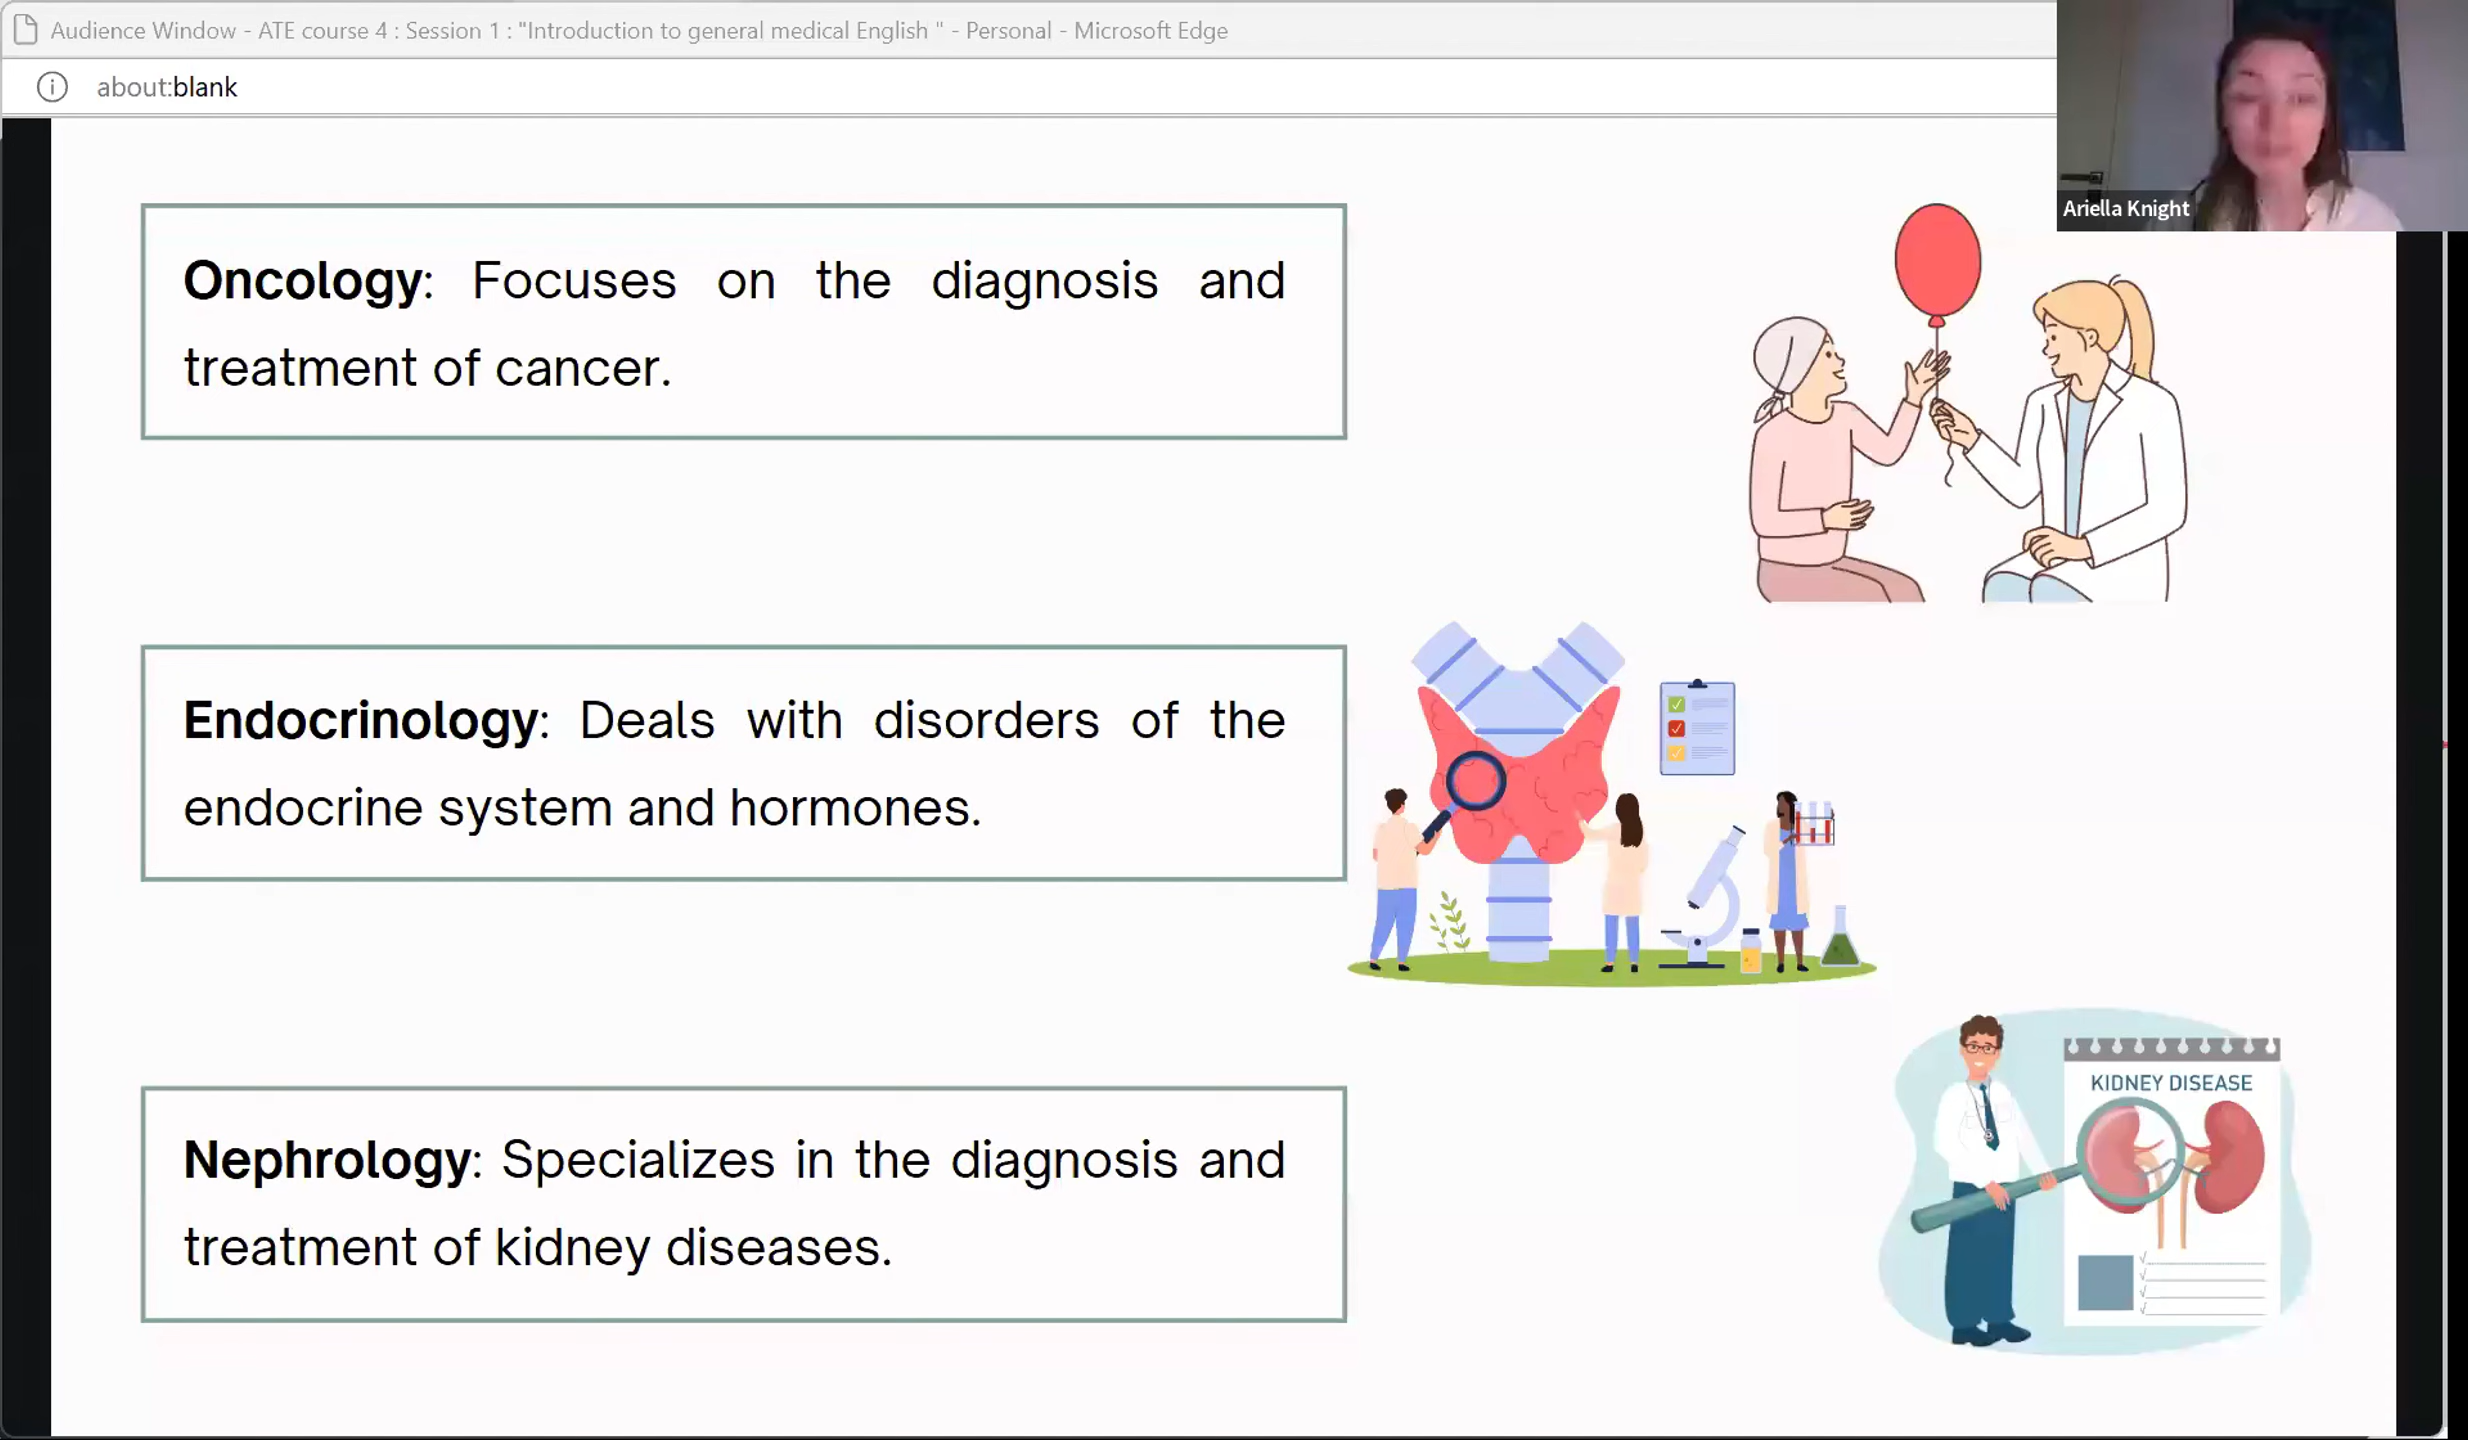 Audience Window - ATE course 4 : Session 1 : "Introduction to general medical English " - Personal - Microsoft Edge
about:blank
Ariella Knight
Oncology: Focuses on the diagnosis and
treatment of cancer.
Endocrinology: Deals with disorders of the
endocrine system and hormones.
KIDNEY DISEASE
Nephrology: Specializes in the diagnosis and
treatment of kidney diseases.